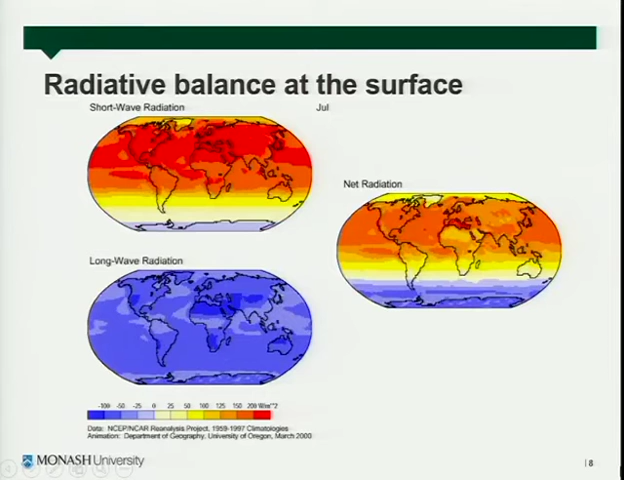 Radiative balance at the surface
Short-Wave Radiation
Jul
Net Radiation
Long-Wave Radiation
-100 -50 -25 0 25 50 100 125 150 200 W/m**2
Data: NCEP/NCAR Reanalysis Project, 1959-1997 Climatologies
Animation: Department of Geography, University of Oregon, March 2000
MONASH University
8